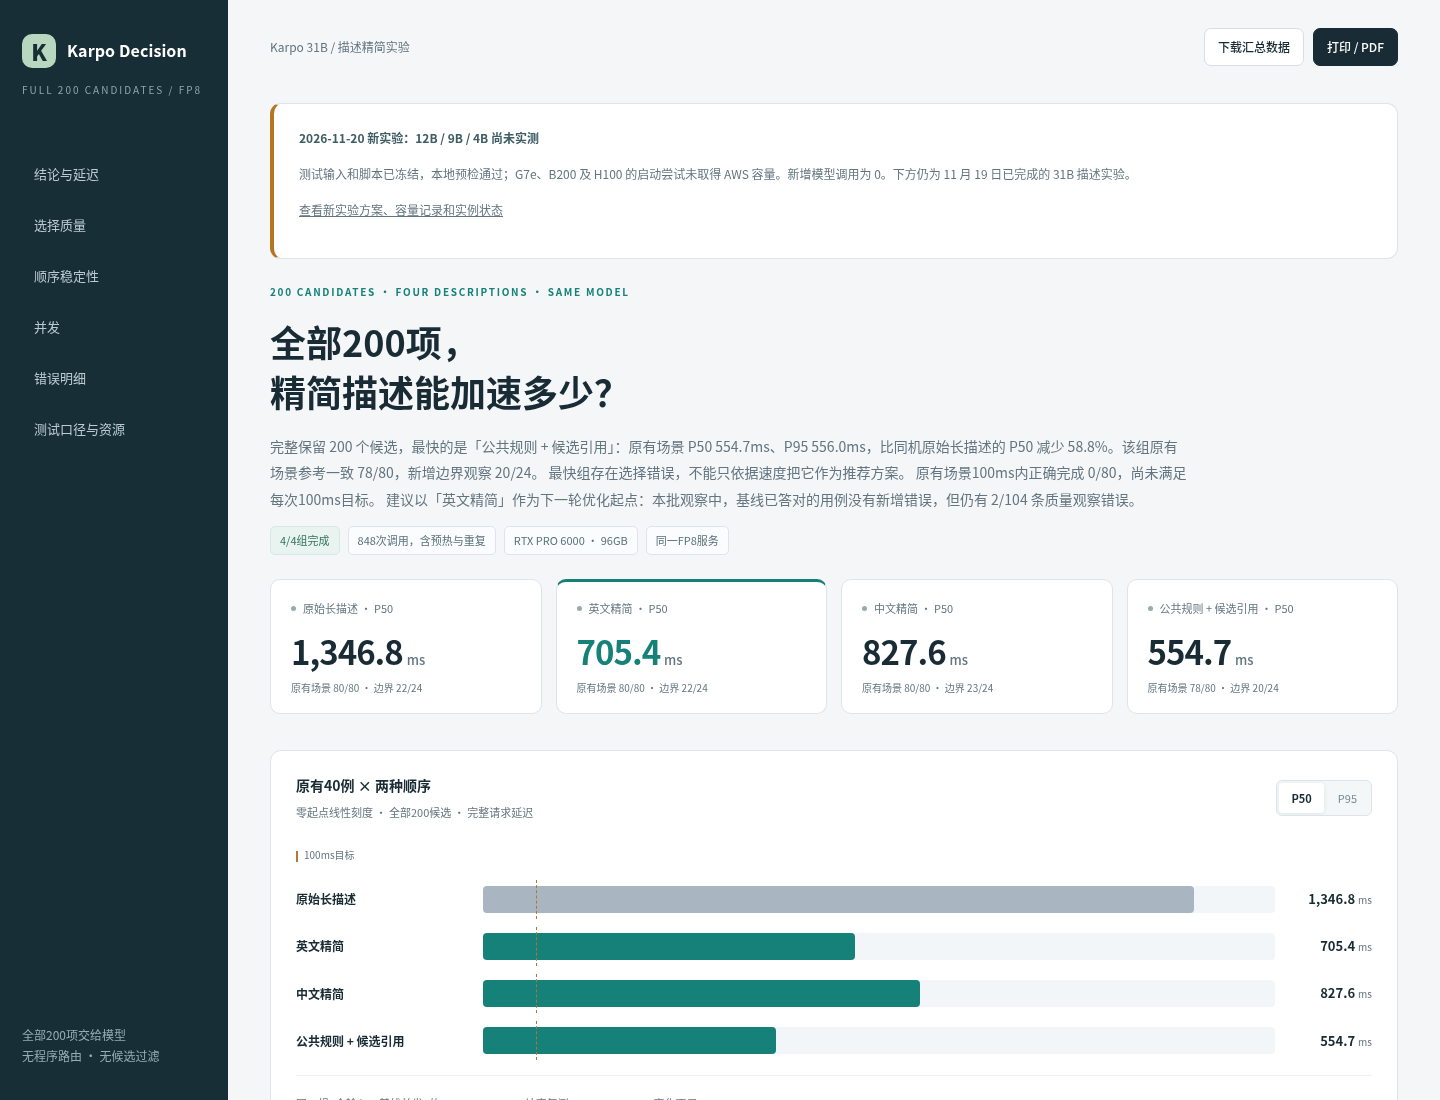 K
Karpo Decision
FULL 200 CANDIDATES / FP8
结论与延迟
选择质量
顺序稳定性
并发
错误明细
测试口径与资源
全部200项交给模型
无程序路由 · 无候选过滤
Karpo 31B / 描述精简实验
下载汇总数据
打印 / PDF
2026-11-20 新实验：12B / 9B / 4B 尚未实测
测试输入和脚本已冻结，本地预检通过；G7e、B200 及 H100 的启动尝试未取得 AWS 容量。新增模型调用为 0。下方仍为 11 月 19 日已完成的 31B 描述实验。
查看新实验方案、容量记录和实例状态
200 CANDIDATES · FOUR DESCRIPTIONS · SAME MODEL
全部200项，
精简描述能加速多少？
完整保留 200 个候选，最快的是「公共规则 + 候选引用」：原有场景 P50 554.7ms、P95 556.0ms，比同机原始长描述的 P50 减少 58.8%。该组原有
场景参考一致 78/80，新增边界观察 20/24。 最快组存在选择错误，不能只依据速度把它作为推荐方案。 原有场景100ms内正确完成 0/80，尚未满足
每次100ms目标。 建议以「英文精简」作为下一轮优化起点：本批观察中，基线已答对的用例没有新增错误，但仍有 2/104 条质量观察错误。
4/4组完成
848次调用，含预热与重复
RTX PRO 6000 · 96GB
同一FP8服务
原始长描述 · P50
1,346.8 ms
原有场景 80/80 · 边界 22/24
英文精简 · P50
705.4 ms
原有场景 80/80 · 边界 22/24
中文精简 · P50
827.6 ms
原有场景 80/80 · 边界 23/24
公共规则 + 候选引用 · P50
554.7 ms
原有场景 78/80 · 边界 20/24
原有40例 × 两种顺序
零起点线性刻度 · 全部200候选 · 完整请求延迟
P50
P95
100ms目标
原始长描述
1,346.8 ms
英文精简
705.4 ms
中文精简
827.6 ms
公共规则 + 候选引用
554.7 ms